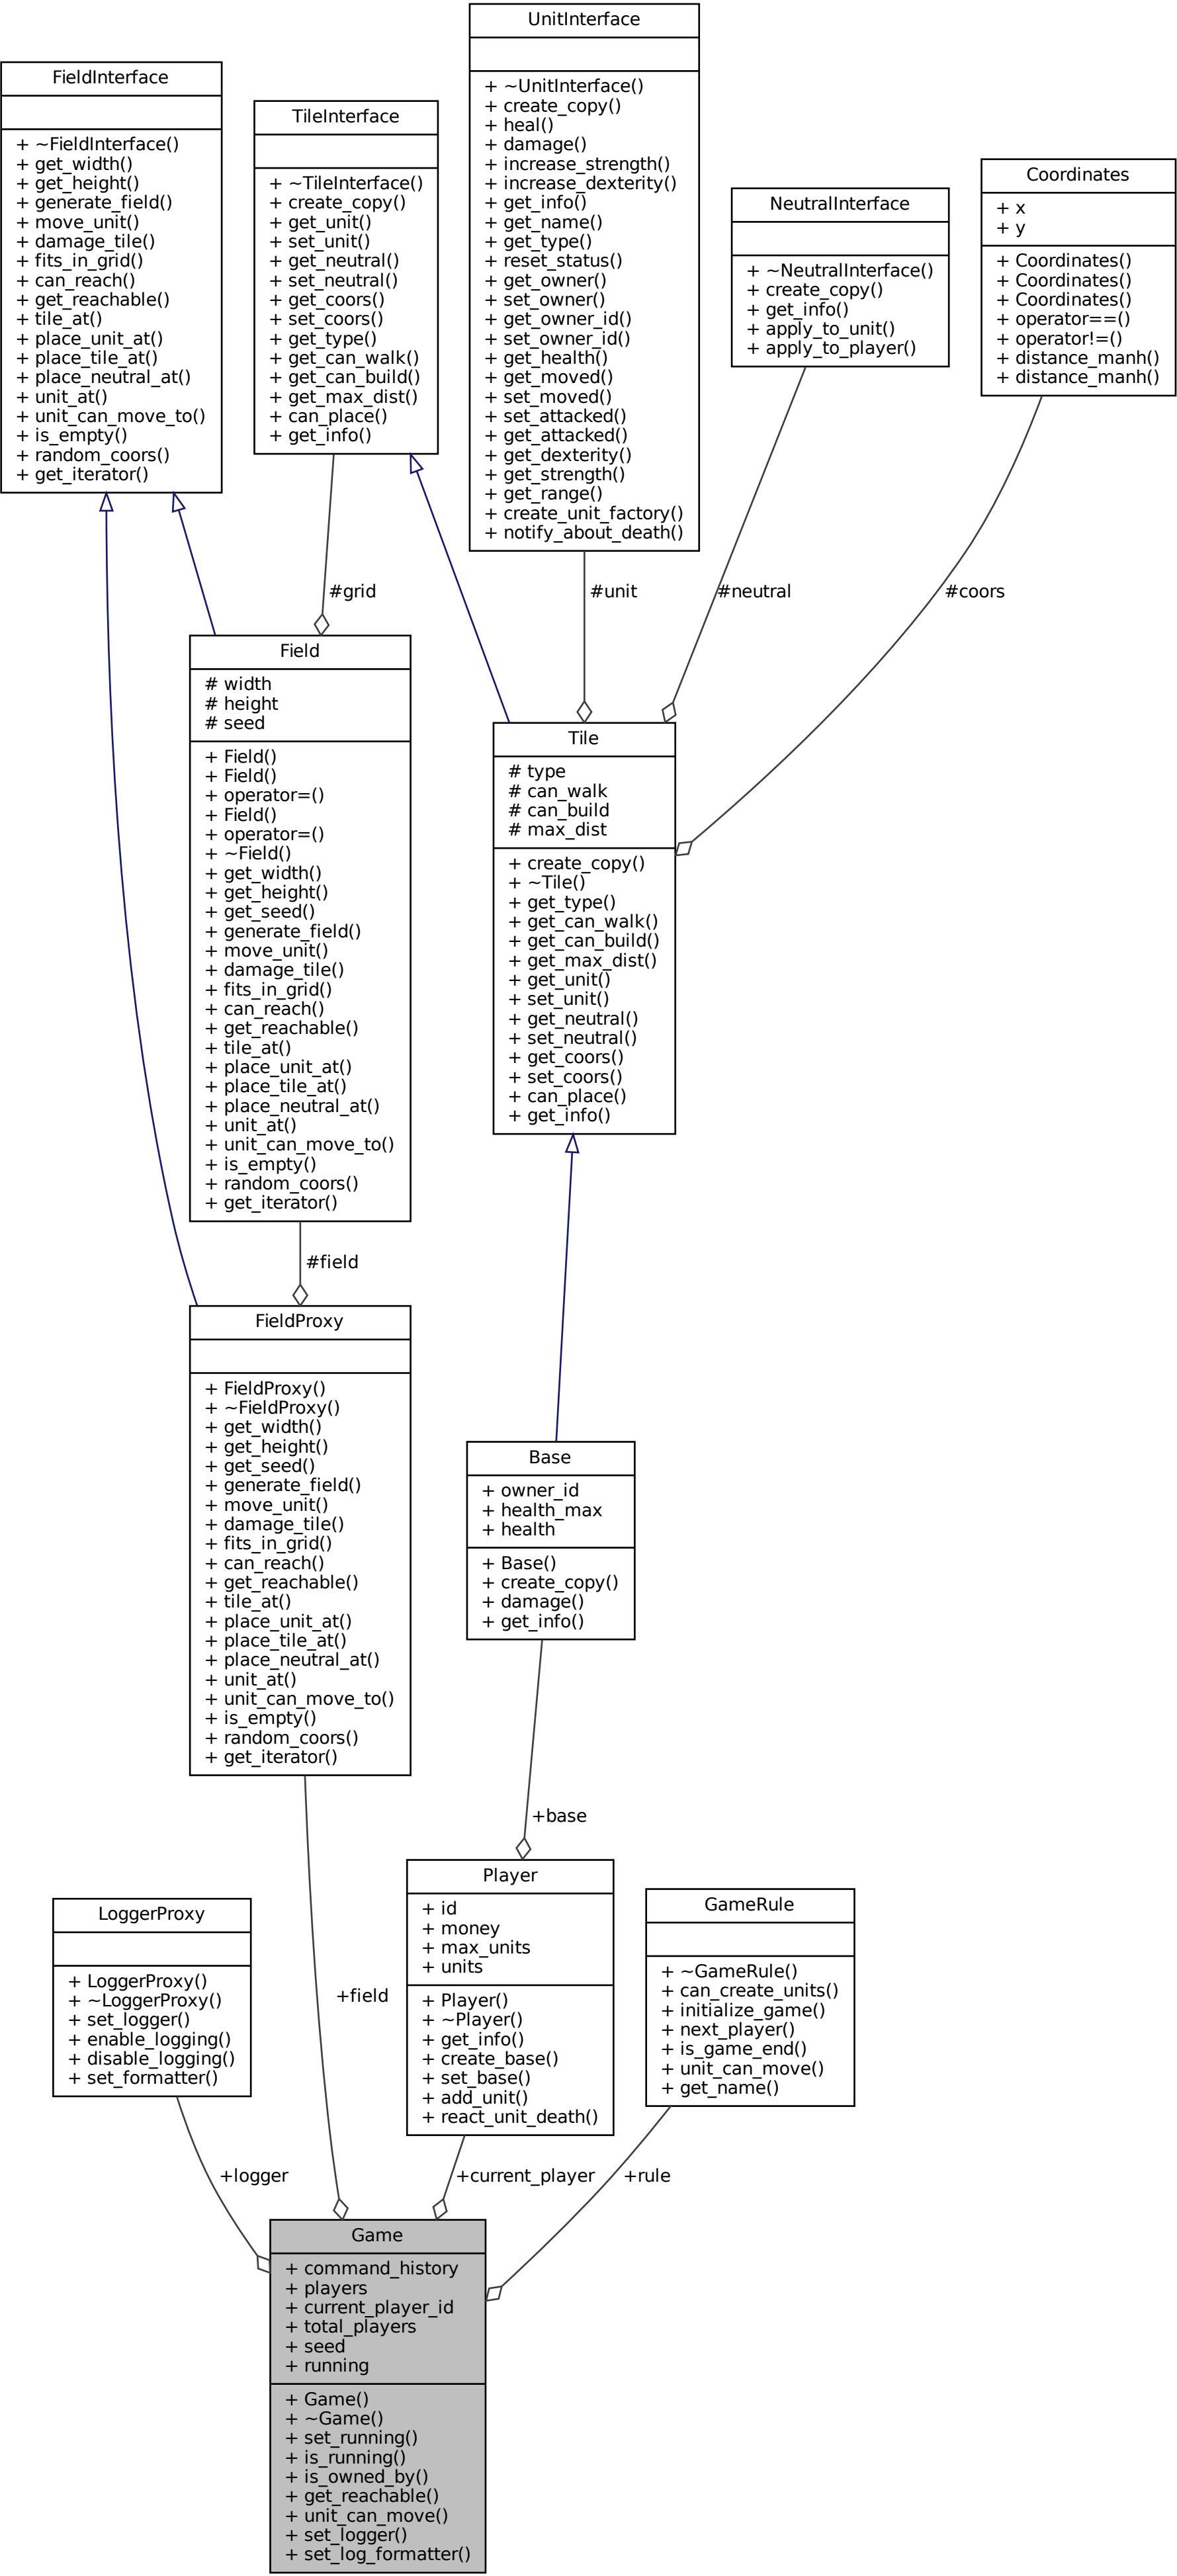 UnitInterface
+ ~UnitInterface()
+ create_copy()
+ heal()
+ damage()
+ increase_strength()
+ increase_dexterity()
+ get_info()
+ get_name()
+ get_type()
+ reset_status()
+ get_owner()
+ set_owner()
+ get_owner_id()
+ set_owner_id()
+ get_health()
+ get_moved()
+ set_moved()
+ set_attacked()
+ get_attacked()
+ get_dexterity()
+ get_strength()
+ get_range()
+ create_unit_factory()
+ notify_about_death()
FieldInterface
+ ~FieldInterface()
+ get_width()
+ get_height()
+ generate_field()
+ move_unit()
+ damage_tile()
+ fits_in_grid()
+ can_reach()
+ get_reachable()
+ tile_at()
+ place_unit_at()
+ place_tile_at()
+ place_neutral_at()
+ unit_at()
+ unit_can_move_to()
+ is_empty()
+ random_coors()
+ get_iterator()
TileInterface
+ ~TileInterface()
+ create_copy()
+ get_unit()
+ set_unit()
+ get_neutral()
+ set_neutral()
+ get_coors()
+ set_coors()
+ get_type()
+ get_can_walk()
+ get_can_build()
+ get_max_dist()
+ can_place()
+ get_info()
NeutralInterface
+ ~NeutralInterface()
+ create_copy()
+ get_info()
+ apply_to_unit()
+ apply_to_player()
Coordinates
+ x
+ y
+ Coordinates()
+ Coordinates()
+ Coordinates()
+ operator==()
+ operator!=()
+ distance_manh()
+ distance_manh()
#grid
#unit
#neutral
#coors
Field
# width
# height
# seed
+ Field()
+ Field()
+ operator=()
+ Field()
+ operator=()
+ ~Field()
+ get_width()
+ get_height()
+ get_seed()
+ generate_field()
+ move_unit()
+ damage_tile()
+ fits_in_grid()
+ can_reach()
+ get_reachable()
+ tile_at()
+ place_unit_at()
+ place_tile_at()
+ place_neutral_at()
+ unit_at()
+ unit_can_move_to()
+ is_empty()
+ random_coors()
+ get_iterator()
Tile
# type
# can_walk
# can_build
# max_dist
+ create_copy()
+ ~Tile()
+ get_type()
+ get_can_walk()
+ get_can_build()
+ get_max_dist()
+ get_unit()
+ set_unit()
+ get_neutral()
+ set_neutral()
+ get_coors()
+ set_coors()
+ can_place()
+ get_info()
#field
FieldProxy
+ FieldProxy()
+ ~FieldProxy()
+ get_width()
+ get_height()
+ get_seed()
+ generate_field()
+ move_unit()
+ damage_tile()
+ fits_in_grid()
+ can_reach()
+ get_reachable()
+ tile_at()
+ place_unit_at()
+ place_tile_at()
+ place_neutral_at()
+ unit_at()
+ unit_can_move_to()
+ is_empty()
+ random_coors()
+ get_iterator()
Base
+ owner_id
+ health_max
+ health
+ Base()
+ create_copy()
+ damage()
+ get_info()
+base
LoggerProxy
+ LoggerProxy()
+ ~LoggerProxy()
+ set_logger()
+ enable_logging()
+ disable_logging()
+ set_formatter()
+field
Player
+ id
+ money
+ max_units
+ units
+ Player()
+ ~Player()
+ get_info()
+ create_base()
+ set_base()
+ add_unit()
+ react_unit_death()
GameRule
+ ~GameRule()
+ can_create_units()
+ initialize_game()
+ next_player()
+ is_game_end()
+ unit_can_move()
+ get_name()
+logger
+current_player
+rule
Game
+ command_history
+ players
+ current_player_id
+ total_players
+ seed
+ running
+ Game()
+ ~Game()
+ set_running()
+ is_running()
+ is_owned_by()
+ get_reachable()
+ unit_can_move()
+ set_logger()
+ set_log_formatter()